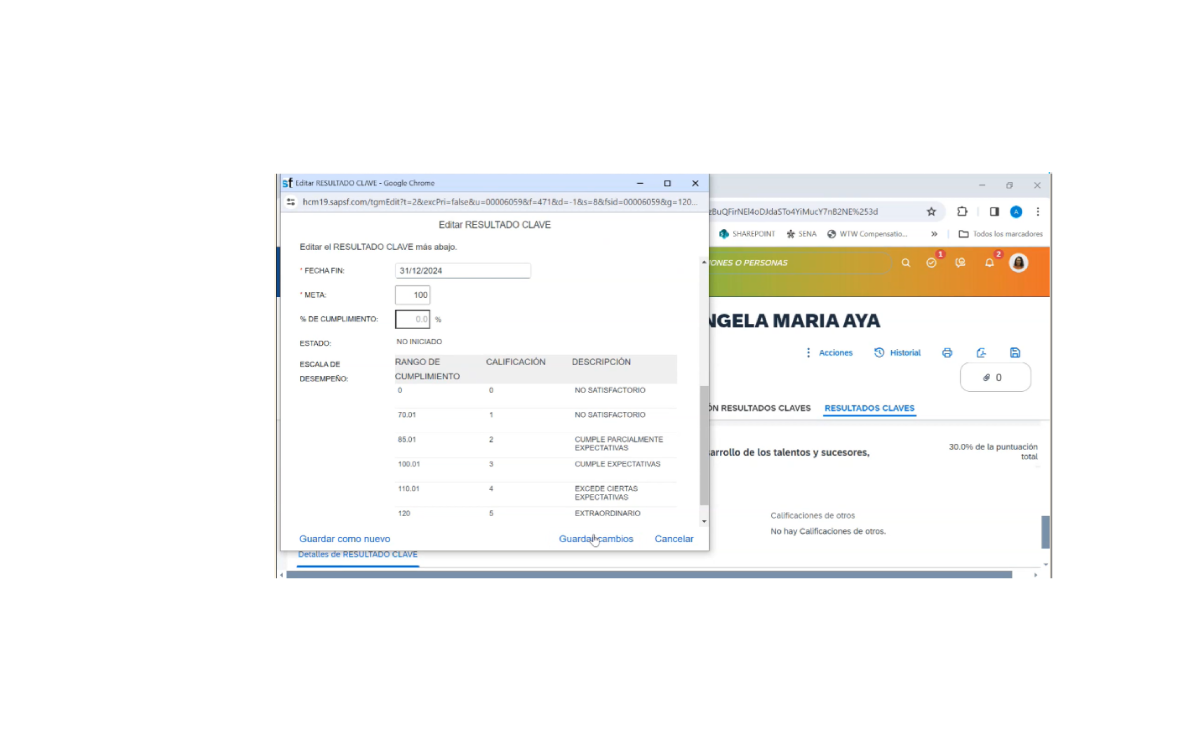 sf Editar RESULTADO CLAVE - Google Chrome
hcm19.sapsf.com/tgmEdit?t=2&excPri=false&u=00006059&f=471&d=-1&s=8&fsid=00006059&g=120...
Editar RESULTADO CLAVE
Editar el RESULTADO CLAVE más abajo.
* FECHA FIN: 31/12/2024
* META: 100
% DE CUMPLIMIENTO: 0,0 %
ESTADO: NO INICIADO
ESCALA DE DESEMPEÑO:
RANGO DE CUMPLIMIENTO CALIFICACIÓN DESCRIPCIÓN
0 0 NO SATISFACTORIO
70.01 1 NO SATISFACTORIO
85.01 2 CUMPLE PARCIALMENTE EXPECTATIVAS
100.01 3 CUMPLE EXPECTATIVAS
110.01 4 EXCEDE CIERTAS EXPECTATIVAS
120 5 EXTRAORDINARIO
Guardar como nuevo Guardar cambios Cancelar
Detalles de RESULTADO CLAVE
SHAREPOINT SENA WTW Compensatio... » Todos los marcadores
ONES O PERSONAS 1 2
NGELA MARIA AYA
Acciones Historial
0
ÓN RESULTADOS CLAVES RESULTADOS CLAVES
arrollo de los talentos y sucesores,
30.0% de la puntuación
total
Calificaciones de otros
No hay Calificaciones de otros.